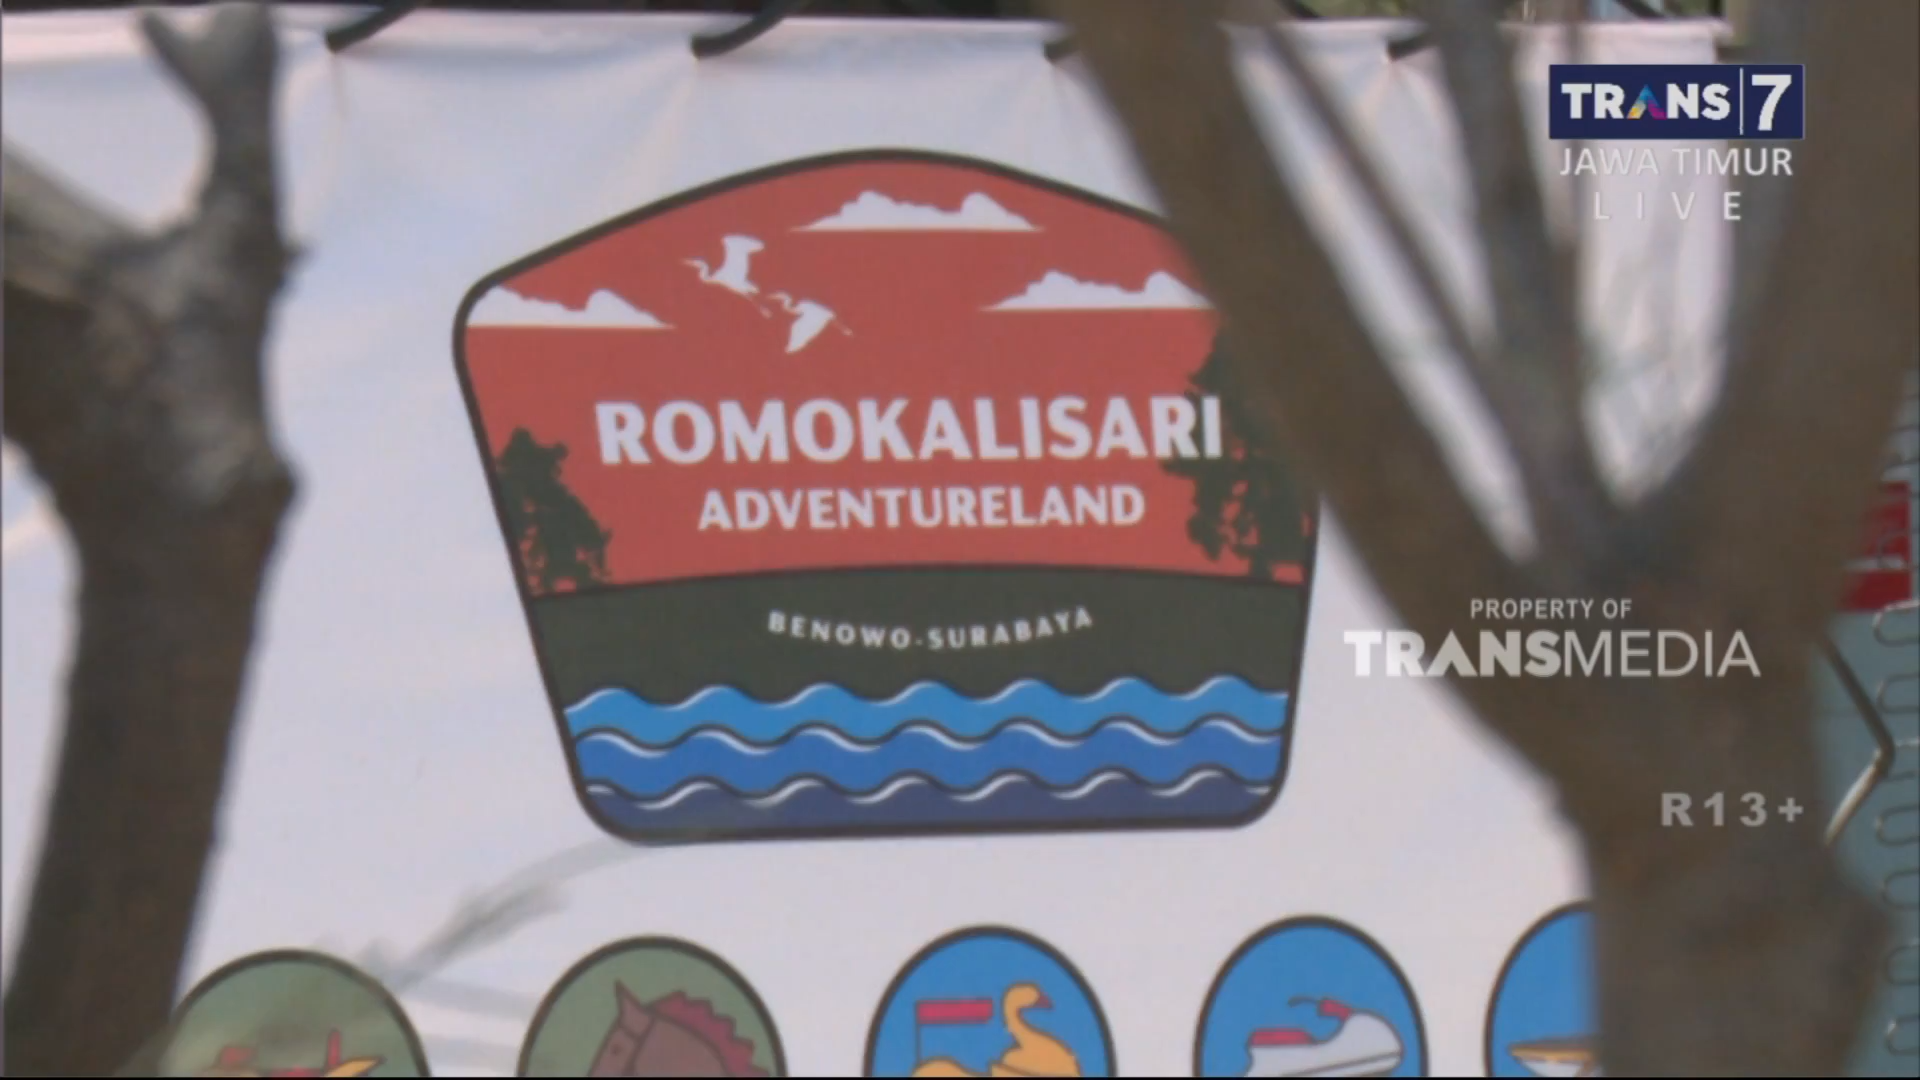 TRANS|7
JAWA TIMUR
LIVE
ROMOKALISARI
ADVENTURELAND
BENOWO-SURABAYA
PROPERTY OF
TRANSMEDIA
R13+